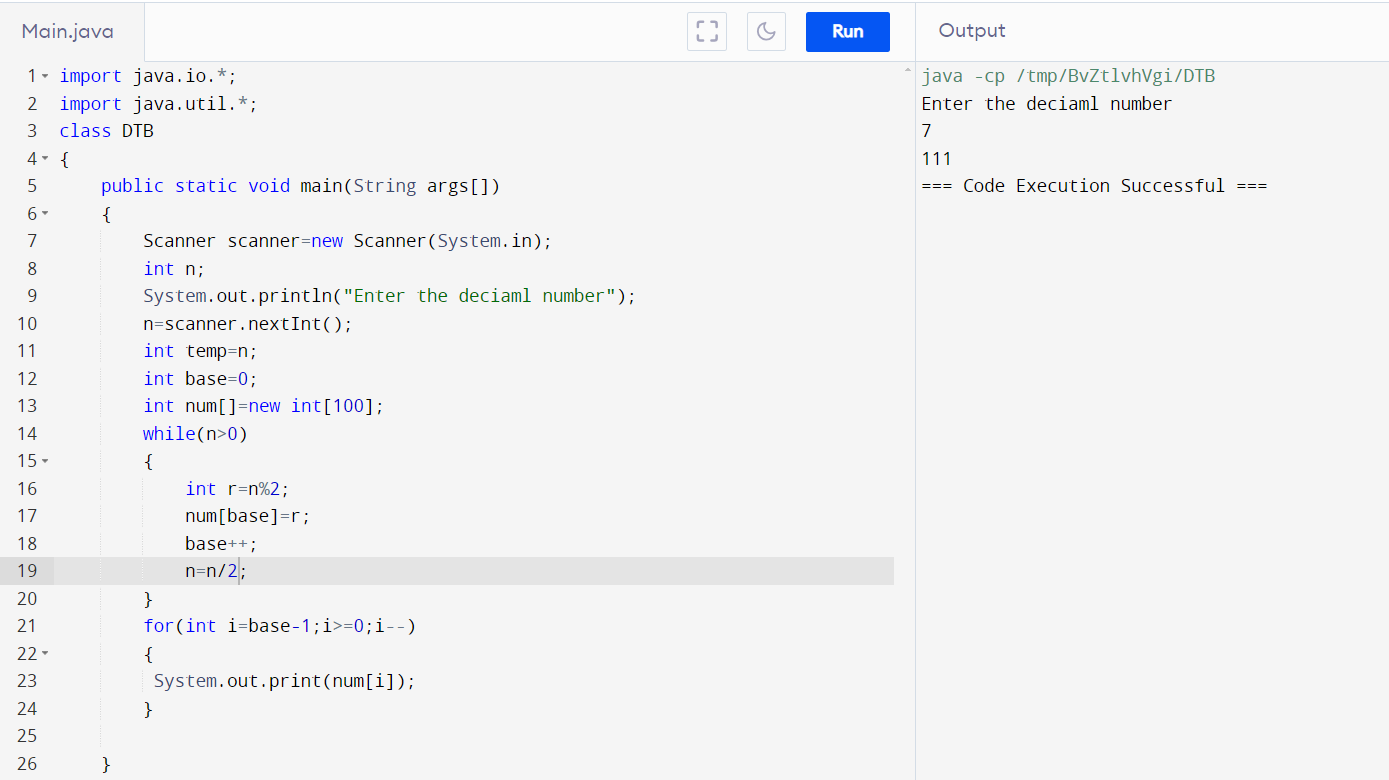 Main.java
Run
Output
1 import java.io.*;
2 import java.util.*;
3 class DTB
4 {
5     public static void main(String args[])
6     {
7         Scanner scanner=new Scanner(System.in);
8         int n;
9         System.out.println("Enter the deciaml number");
10         n=scanner.nextInt();
11         int temp=n;
12         int base=0;
13         int num[]=new int[100];
14         while(n>0)
15         {
16             int r=n%2;
17             num[base]=r;
18             base++;
19             n=n/2;
20         }
21         for(int i=base-1;i>=0;i--)
22         {
23          System.out.print(num[i]);
24         }
25
26     }
java -cp /tmp/BvZtlvhVgi/DTB
Enter the deciaml number
7
111
=== Code Execution Successful ===